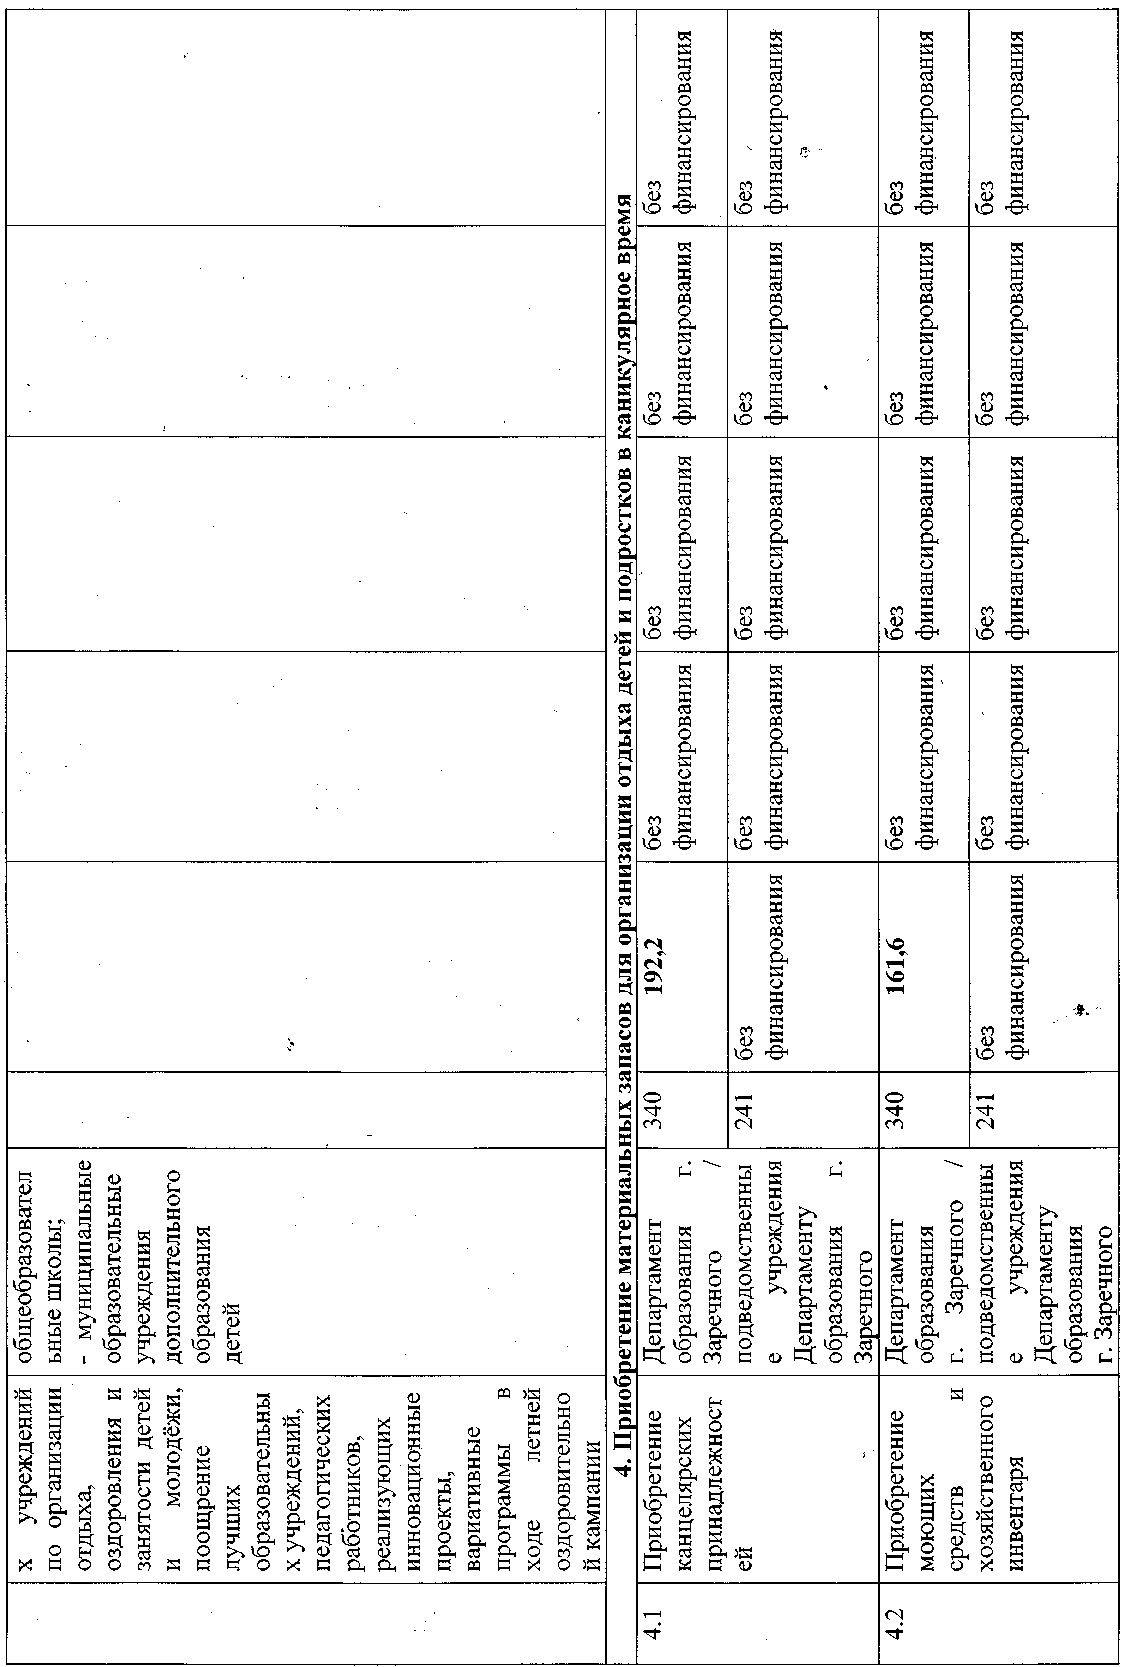 х учреждений
по организации
отдыха,
оздоровления и
занятости детей
и молодёжи,
поощрение
лучших
образовательны
х учреждений,
педагогических
работников,
реализующих
инновационные
проекты,
вариативные
программы в
ходе летней
оздоровительно
й кампании
общеобразовател
ьные школы;
- муниципальные
образовательные
учреждения
дополнительного
образования
детей
4. Приобретение материальных запасов для организации отдыха детей и подростков в каникулярное время
4.1
Приобретение
канцелярских
принадлежност
ей
Департамент
образования г.
Заречного /
подведомственны
е учреждения
Департаменту
образования г.
Заречного
340
192,2
без
финансирования
без
финансирования
без
финансирования
без
финансирования
241
без
финансирования
без
финансирования
без
финансирования
без
финансирования
без
финансирования
4.2
Приобретение
моющих
средств и
хозяйственного
инвентаря
Департамент
образования
г. Заречного /
подведомственны
е учреждения
Департаменту
образования
г. Заречного
340
161,6
без
финансирования
без
финансирования
без
финансирования
без
финансирования
241
без
финансирования
без
финансирования
без
финансирования
без
финансирования
без
финансирования